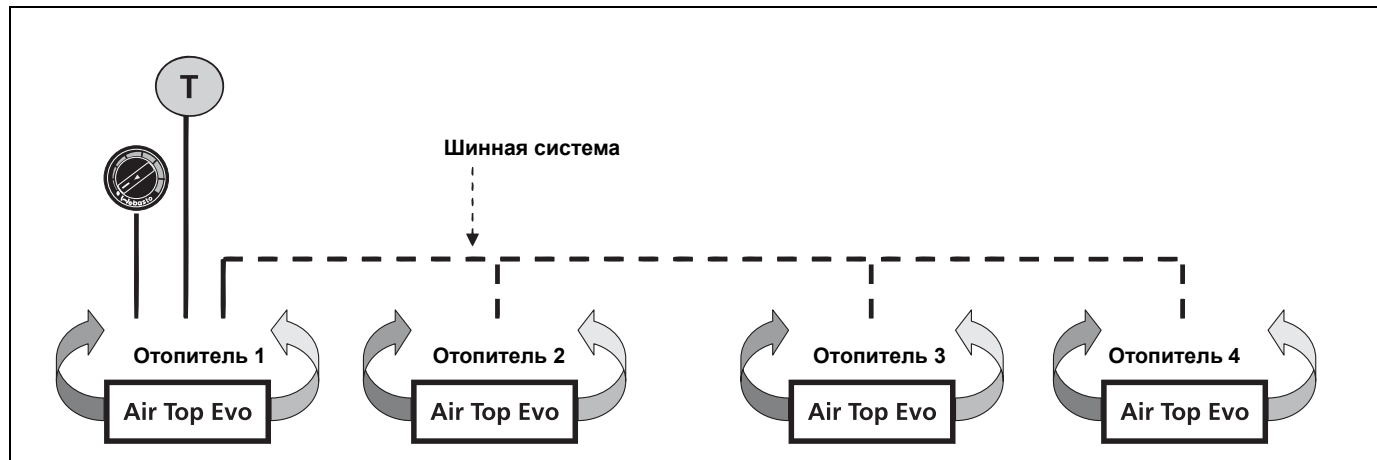 T
Webasto
Шинная система
Отопитель 1
Отопитель 2
Отопитель 3
Отопитель 4
Air Top Evo
Air Top Evo
Air Top Evo
Air Top Evo